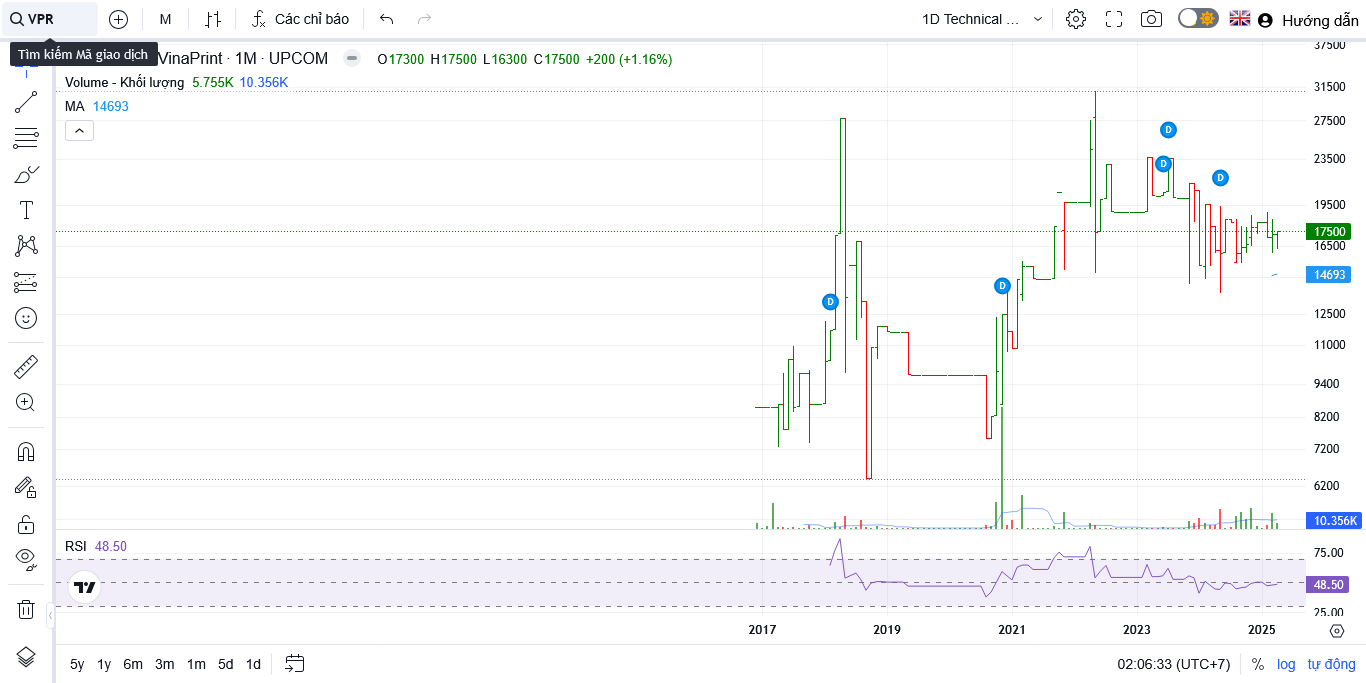 VPR
M
Các chỉ báo
1D Technical ...
Hướng dẫn
Tìm kiếm Mã giao dịch
VinaPrint · 1M · UPCOM
O17300 H17500 L16300 C17500 +200 (+1.16%)
Volume - Khối lượng 5.755K 10.356K
MA 14693
37500
31500
27500
23500
19500
17500
16500
14693
12500
11000
9400
8200
7200
6200
10.356K
D
D
D
D
D
RSI 48.50
75.00
48.50
25.00
2017 2019 2021 2023 2025
5y 1y 6m 3m 1m 5d 1d
02:06:33 (UTC+7) % log tự động